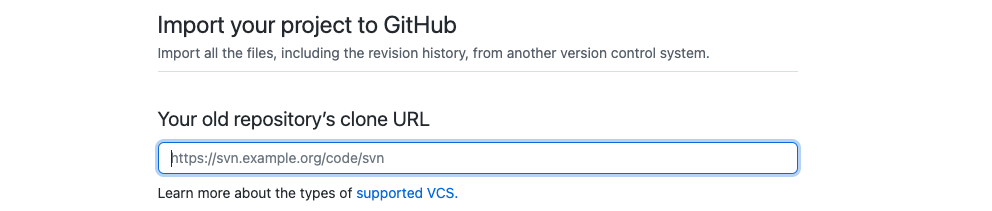 Import your project to GitHub
Import all the files, including the revision history, from another version control system.
Your old repository’s clone URL
https://svn.example.org/code/svn
Learn more about the types of supported VCS.